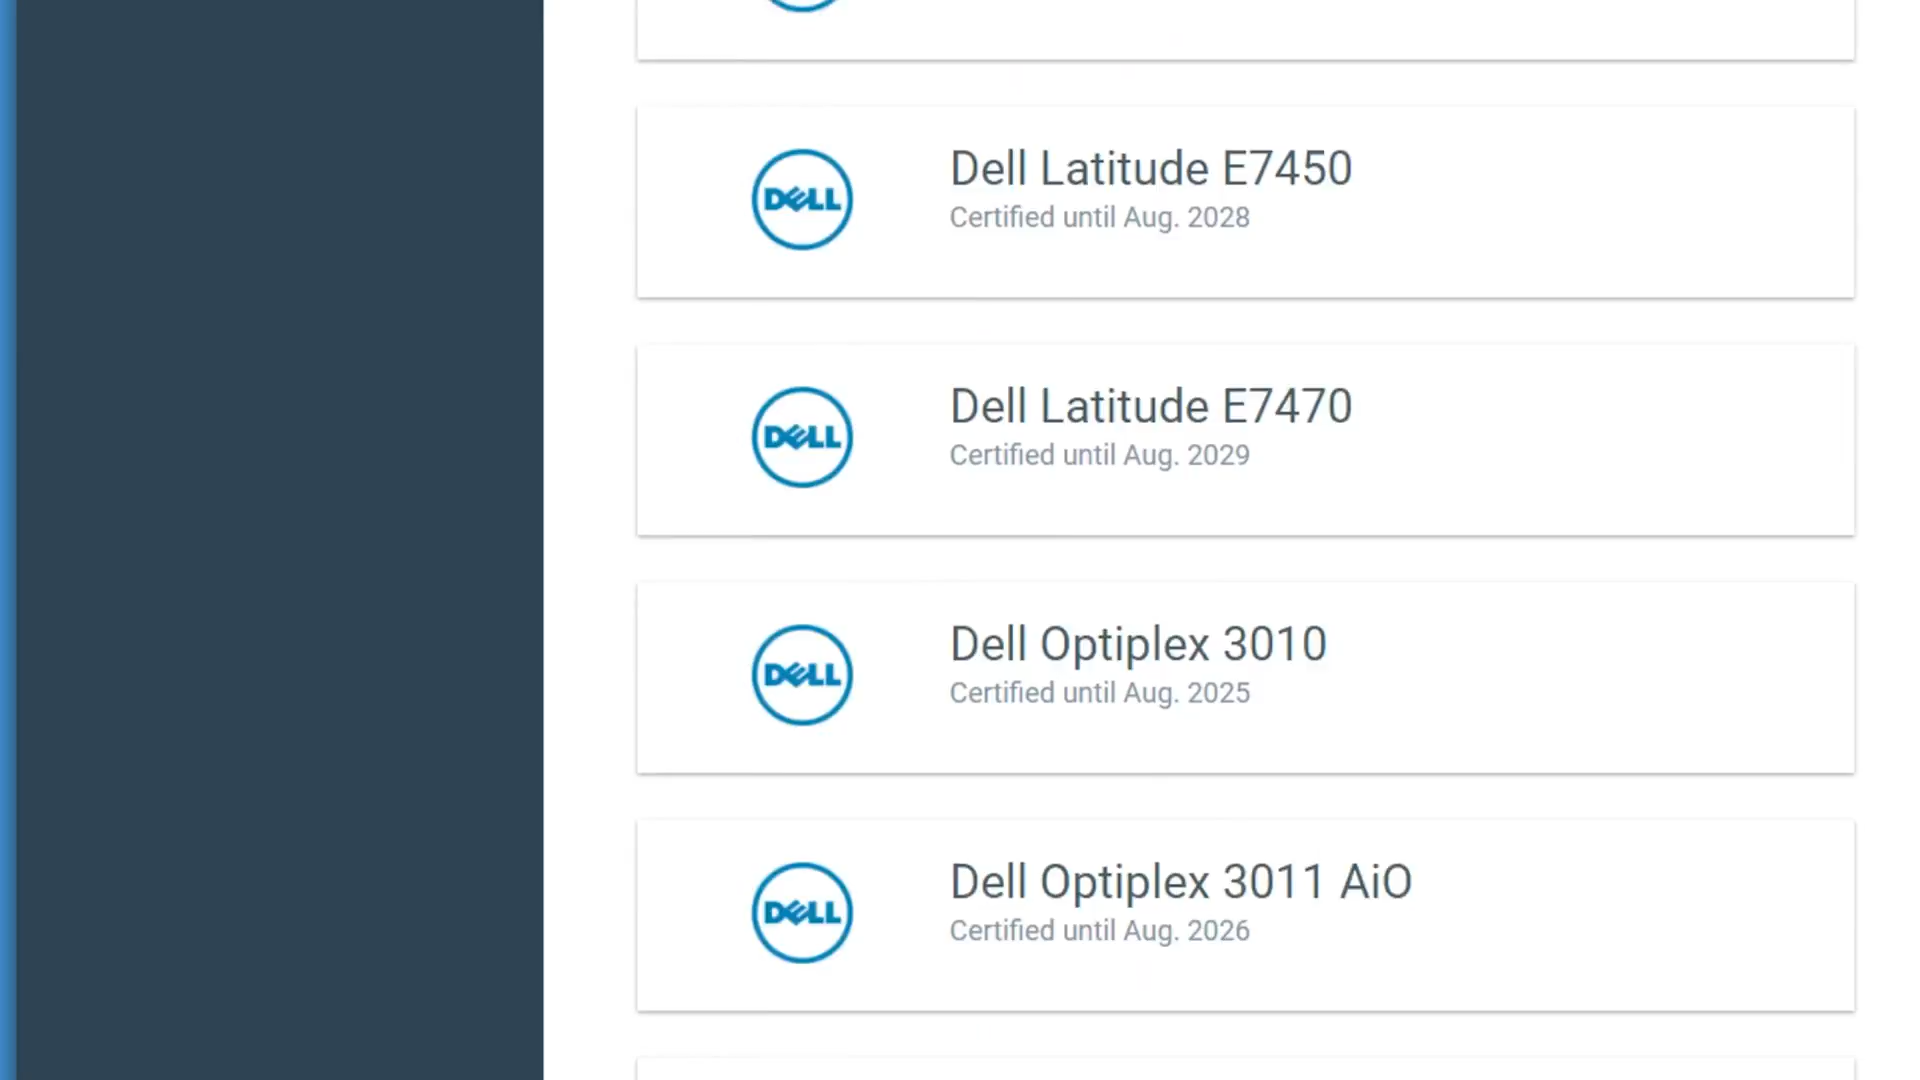 DELL
Dell Latitude E7450
Certified until Aug. 2028
DELL
Dell Latitude E7470
Certified until Aug. 2029
DELL
Dell Optiplex 3010
Certified until Aug. 2025
DELL
Dell Optiplex 3011 AiO
Certified until Aug. 2026